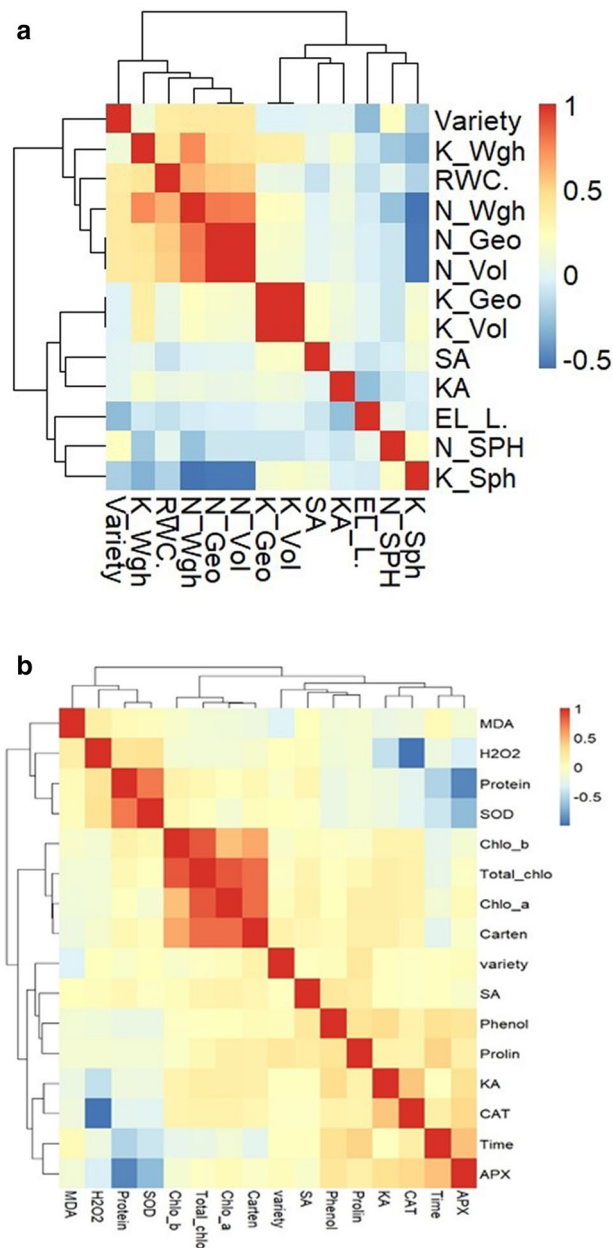 a
Variety
K_Wgh
RWC.
N_Wgh
N_Geo
N_Vol
K_Geo
K_Vol
SA
KA
EL_L.
N_SPH
K_Sph
1
0.5
0
-0.5
Variety
K_Wgh
RWC.
N_Wgh
N_Geo
N_Vol
K_Geo
K_Vol
SA
KA
EL_L.
N_SPH
K_Sph
b
MDA
H2O2
Protein
SOD
Chlo_b
Total_chlo
Chlo_a
Carten
variety
SA
Phenol
Prolin
KA
CAT
Time
APX
1
0.5
0
-0.5
MDA
H2O2
Protein
SOD
Chlo_b
Total_chlo
Chlo_a
Carten
variety
SA
Phenol
Prolin
KA
CAT
Time
APX